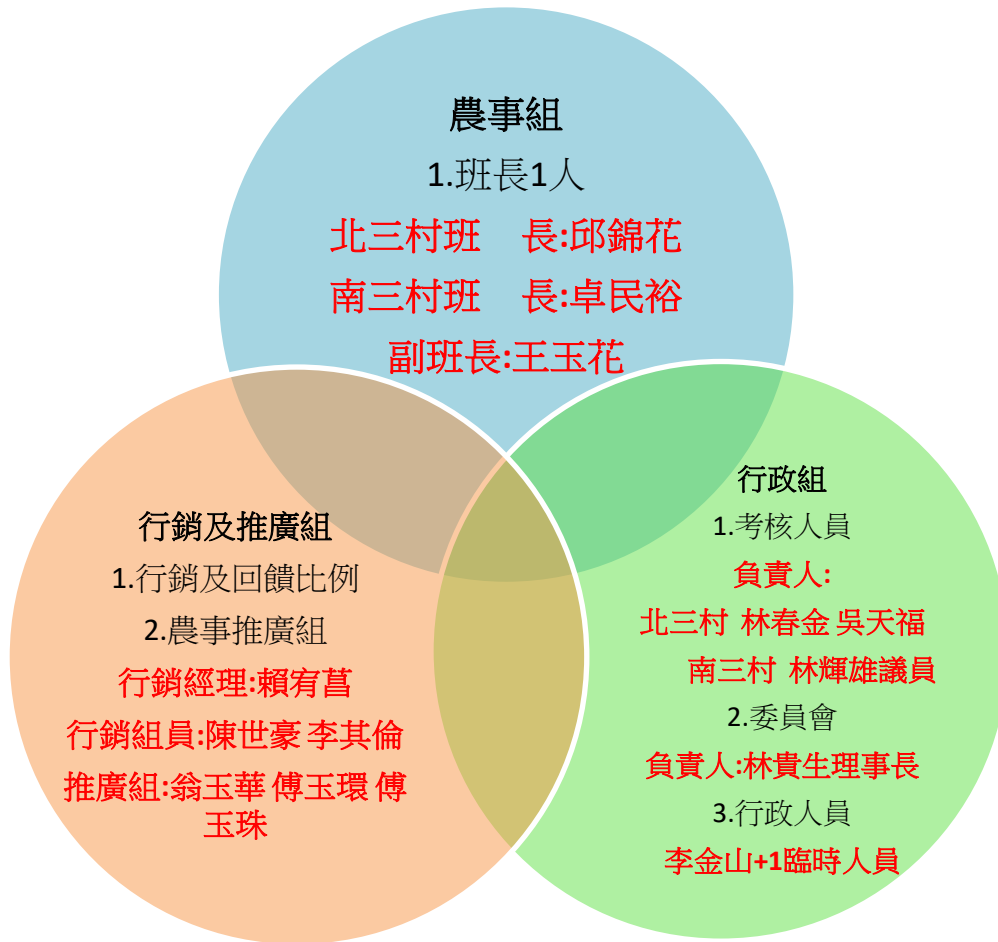 農事組
1.班長1人
北三村班　長:邱錦花
南三村班　長:卓民裕
副班長:王玉花
行銷及推廣組
1.行銷及回饋比例
2.農事推廣組
行銷經理:賴宥菖
行銷組員:陳世豪 李其倫
推廣組:翁玉華 傅玉環 傅
玉珠
行政組
1.考核人員
負責人:
北三村 林春金 吳天福
南三村 林輝雄議員
2.委員會
負責人:林貴生理事長
3.行政人員
李金山+1臨時人員